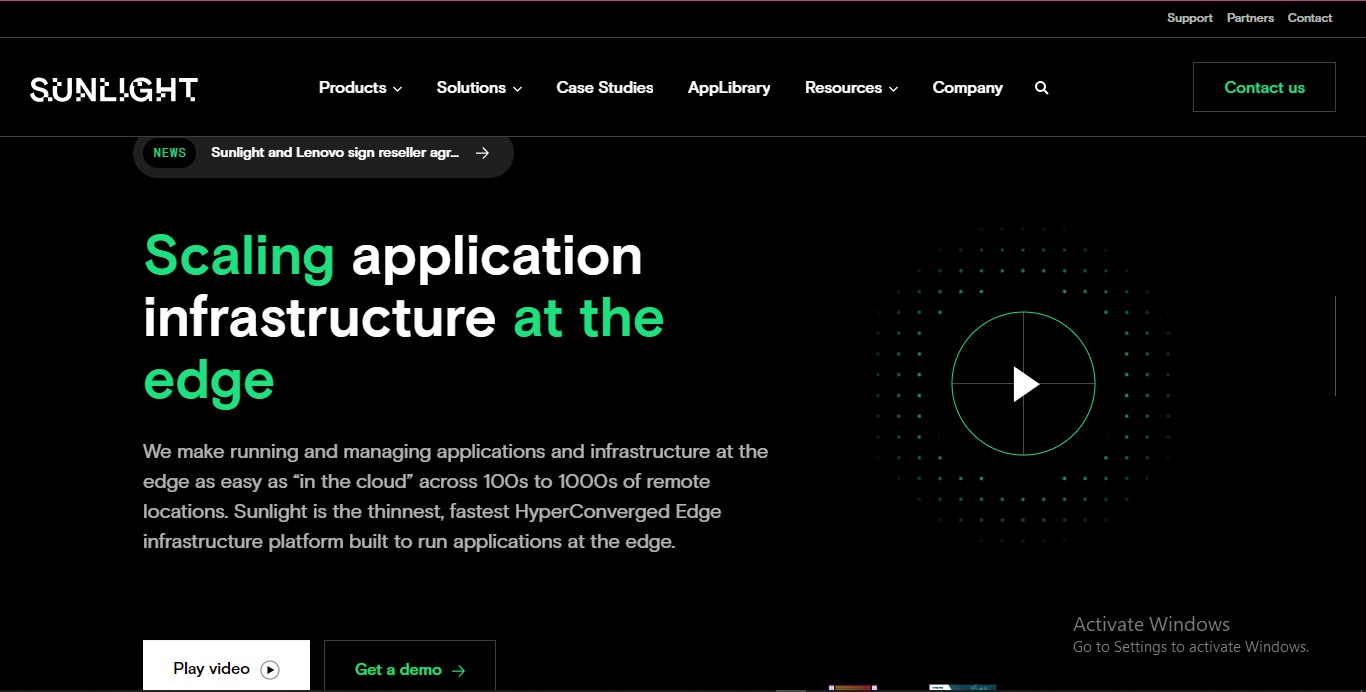 Support Partners Contact
SUNLIGHT Products Solutions Case Studies AppLibrary Resources Company Contact us
NEWS Sunlight and Lenovo sign reseller agr...
Scaling application
infrastructure at the
edge
We make running and managing applications and infrastructure at the
edge as easy as “in the cloud” across 100s to 1000s of remote
locations. Sunlight is the thinnest, fastest HyperConverged Edge
infrastructure platform built to run applications at the edge.
Activate Windows
Go to Settings to activate Windows.
Play video Get a demo